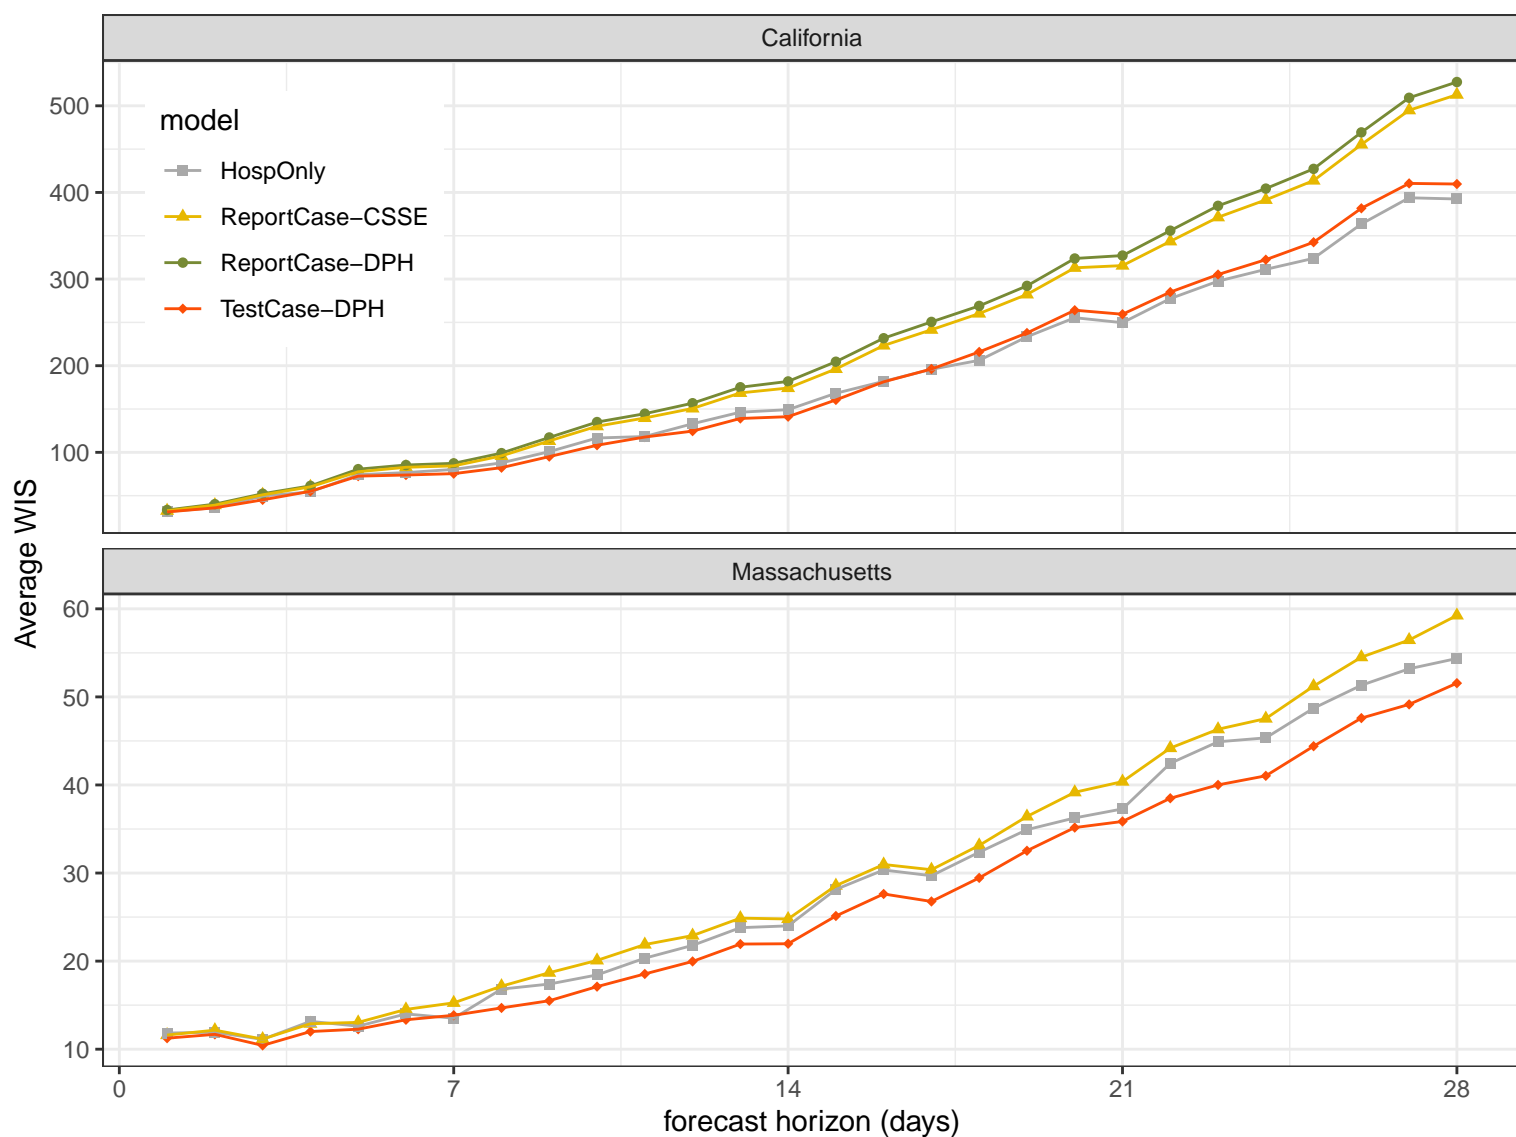 California
500
400
300
200
100
model
HospOnly
ReportCase−CSSE
ReportCase−DPH
TestCase−DPH
Average WIS
Massachusetts
60
50
40
30
20
10
0 7 14 21 28
forecast horizon (days)